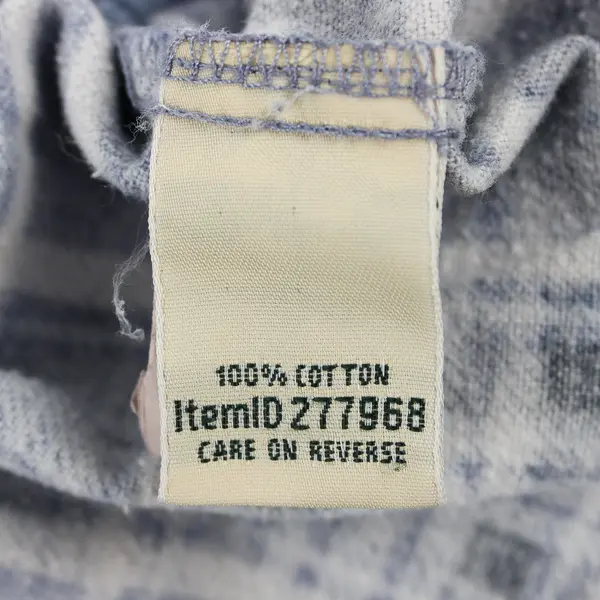 100% COTTON
ItemID 277968
CARE ON REVERSE